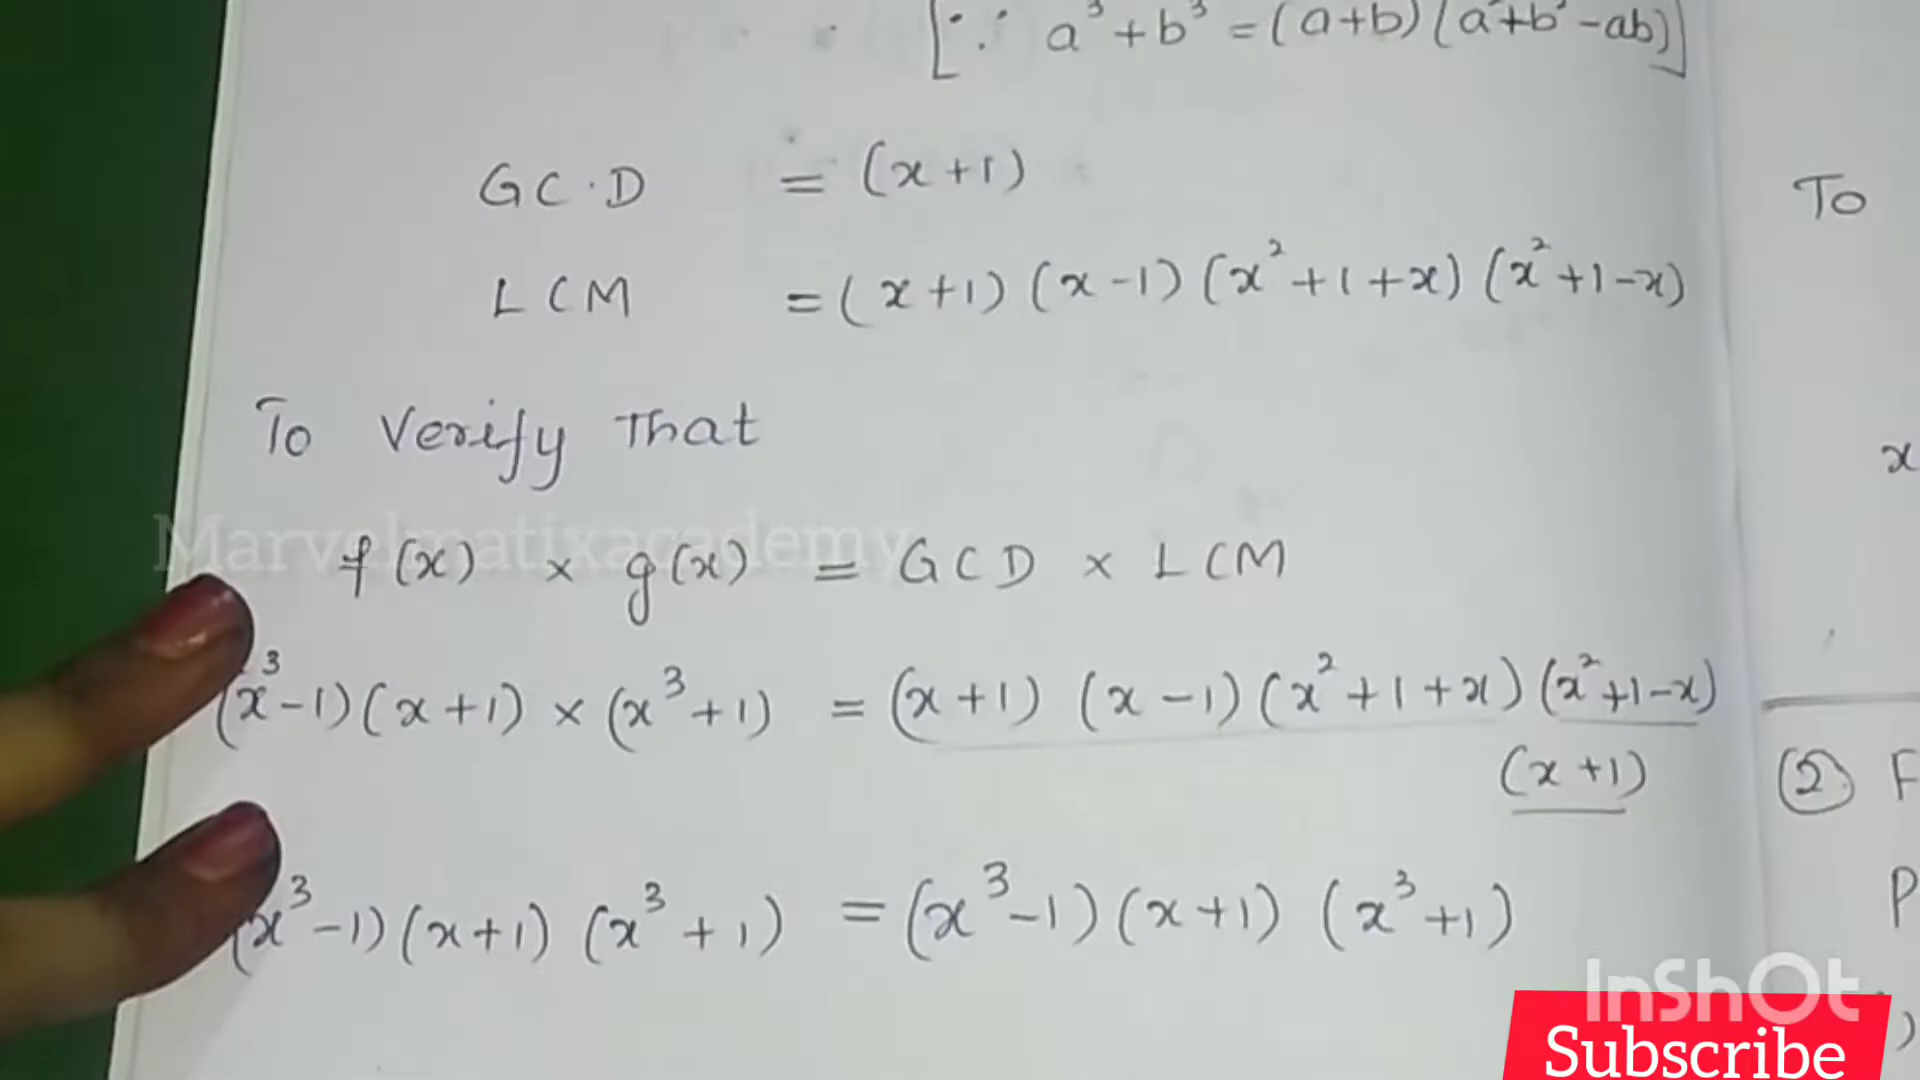 [∵ a³+b³ = (a+b)(a²+b²-ab)]
GC.D = (x+1)
LCM = (x+1)(x-1)(x²+1+x)(x²+1-x)
To Verify That
Marvelmatixacademy
f(x) × g(x) = GCD × LCM
(x³-1)(x+1) × (x³+1) = (x+1) (x-1)(x²+1+x)(x²+1-x)
(x+1)
(x³-1)(x+1) (x³+1) = (x³-1)(x+1) (x³+1)
To
x
② F
P
)
InShOt
Subscribe